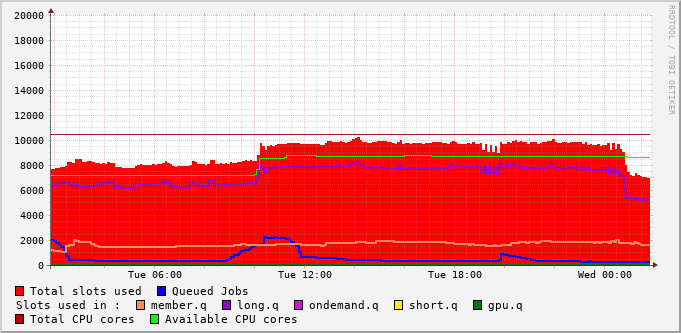 RRDTOOL / TOBI OETIKER
20000
18000
16000
14000
12000
10000
8000
6000
4000
2000
0
Tue 06:00 Tue 12:00 Tue 18:00 Wed 00:00
Total slots used Queued Jobs
Slots used in : member.q long.q ondemand.q short.q gpu.q
Total CPU cores Available CPU cores